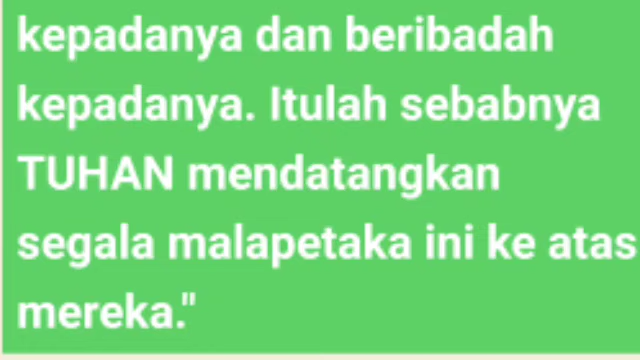 kepadanya dan beribadah
kepadanya. Itulah sebabnya
TUHAN mendatangkan
segala malapetaka ini ke atas
mereka."